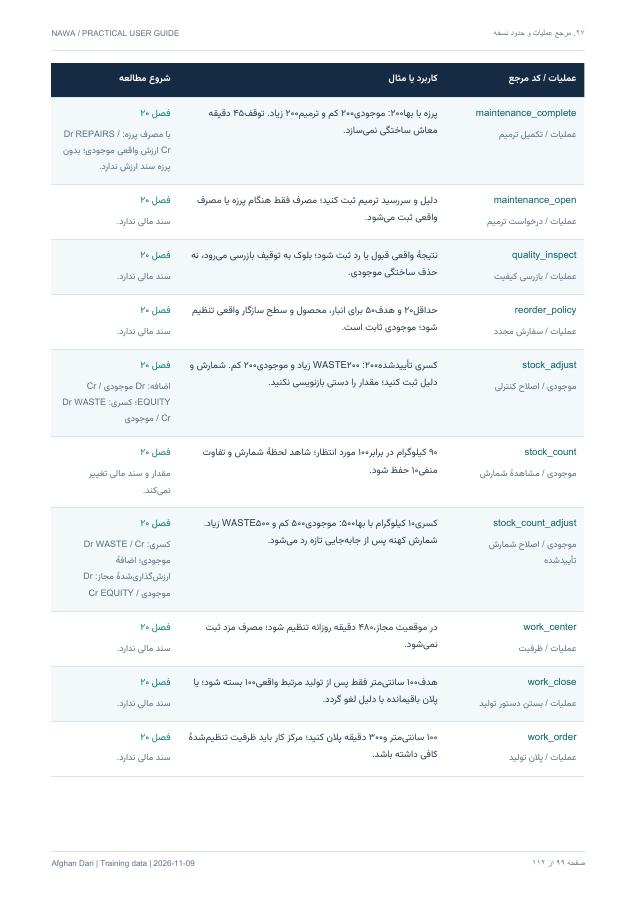 NAWA / PRACTICAL USER GUIDE
۲۷. مرجع عملیات و حدود نسخه
عملیات / کد مرجع
کاربرد یا مثال
شروع مطالعه
maintenance_complete
عملیات / تکمیل ترمیم
پرزه با بها۲۰۰: موجودی۲۰۰ کم و ترمیم۲۰۰ زیاد. توقف۴۵ دقیقه
معاش ساختگی نمی‌سازد.
فصل ۲۰
با مصرف پرزه: Dr REPAIRS /
Cr ارزش واقعی موجودی؛ بدون
پرزه سند ارزش ندارد.
maintenance_open
عملیات / درخواست ترمیم
دلیل و سررسید ترمیم ثبت کنید؛ مصرف فقط هنگام پرزه یا مصرف
واقعی ثبت می‌شود.
فصل ۲۰
سند مالی ندارد.
quality_inspect
عملیات / بازرسی کیفیت
نتیجهٔ واقعی قبول یا رد ثبت شود؛ بلوک به توقیف بازرسی می‌رود، نه
حذف ساختگی موجودی.
فصل ۲۰
سند مالی ندارد.
reorder_policy
عملیات / سفارش مجدد
حداقل۲۰ و هدف۵۰ برای انبار، محصول و سطح سازگار واقعی تنظیم
شود؛ موجودی ثابت است.
فصل ۲۰
سند مالی ندارد.
stock_adjust
موجودی / اصلاح کنترلی
کسری تأییدشده۲۰۰: WASTE۲۰۰ زیاد و موجودی۲۰۰ کم. شمارش و
دلیل ثبت کنید؛ مقدار را دستی بازنویسی نکنید.
فصل ۲۰
اضافه: Dr موجودی / Cr
EQUITY؛ کسری: Dr WASTE
/ Cr موجودی
stock_count
موجودی / مشاهدهٔ شمارش
۹۰ کیلوگرام در برابر۱۰۰ مورد انتظار؛ شاهد لحظهٔ شمارش و تفاوت
منفی۱۰ حفظ شود.
فصل ۲۰
مقدار و سند مالی تغییر
نمی‌کند.
stock_count_adjust
موجودی / اصلاح شمارش
تأییدشده
کسری۱۰ کیلوگرام با بها۵۰۰: موجودی۵۰۰ کم و WASTE۵۰۰ زیاد.
شمارش کهنه پس از جابه‌جایی تازه رد می‌شود.
فصل ۲۰
کسری: Dr WASTE / Cr
موجودی؛ اضافهٔ
ارزش‌گذاری‌شدهٔ مجاز: Dr
موجودی / Cr EQUITY
work_center
عملیات / ظرفیت
در موقعیت مجاز،۴۸۰ دقیقه روزانه تنظیم شود؛ مصرف مزد ثبت
نمی‌شود.
فصل ۲۰
سند مالی ندارد.
work_close
عملیات / بستن دستور تولید
هدف۱۰۰ سانتی‌متر فقط پس از تولید مرتبط واقعی۱۰۰ بسته شود؛ یا
پلان باقیمانده با دلیل لغو گردد.
فصل ۲۰
سند مالی ندارد.
work_order
عملیات / پلان تولید
۱۰۰ سانتی‌متر و۳۰۰ دقیقه پلان کنید؛ مرکز کار باید ظرفیت تنظیم‌شدهٔ
کافی داشته باشد.
فصل ۲۰
سند مالی ندارد.
Afghan Dari | Training data | 2026-11-09
صفحه ۹۹ از ۱۱۲